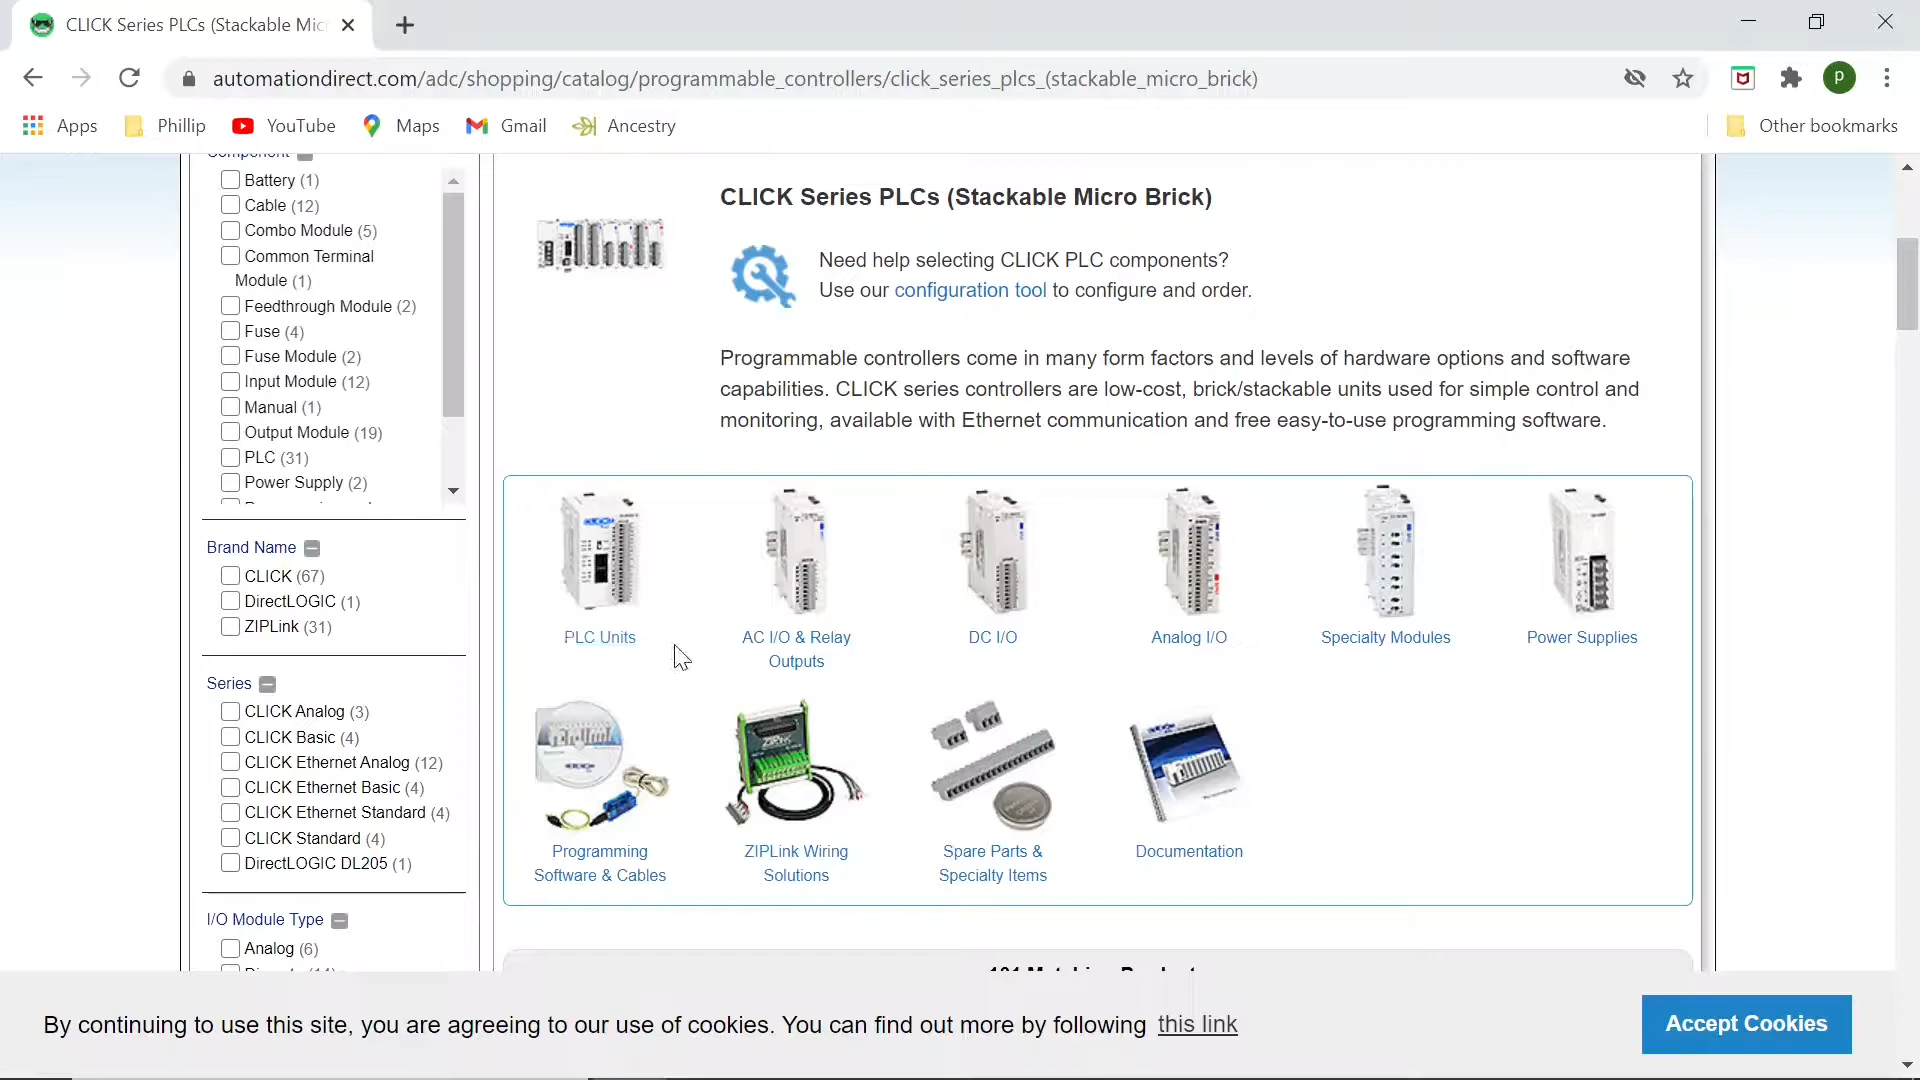 CLICK Series PLCs (Stackable Mic
automationdirect.com/adc/shopping/catalog/programmable_controllers/click_series_plcs_(stackable_micro_brick)
P
Apps
Phillip
YouTube
Maps
Gmail
Ancestry
Other bookmarks
Component
Battery (1)
Cable (12)
Combo Module (5)
Common Terminal
Module (1)
Feedthrough Module (2)
Fuse (4)
Fuse Module (2)
Input Module (12)
Manual (1)
Output Module (19)
PLC (31)
Power Supply (2)
Brand Name
CLICK (67)
DirectLOGIC (1)
ZIPLink (31)
Series
CLICK Analog (3)
CLICK Basic (4)
CLICK Ethernet Analog (12)
CLICK Ethernet Basic (4)
CLICK Ethernet Standard (4)
CLICK Standard (4)
DirectLOGIC DL205 (1)
I/O Module Type
Analog (6)
CLICK Series PLCs (Stackable Micro Brick)
Need help selecting CLICK PLC components?
Use our configuration tool to configure and order.
Programmable controllers come in many form factors and levels of hardware options and software
capabilities. CLICK series controllers are low-cost, brick/stackable units used for simple control and
monitoring, available with Ethernet communication and free easy-to-use programming software.
PLC Units
AC I/O & Relay
Outputs
DC I/O
Analog I/O
Specialty Modules
Power Supplies
Programming
Software & Cables
ZIPLink Wiring
Solutions
Spare Parts &
Specialty Items
Documentation
By continuing to use this site, you are agreeing to our use of cookies. You can find out more by following this link
Accept Cookies